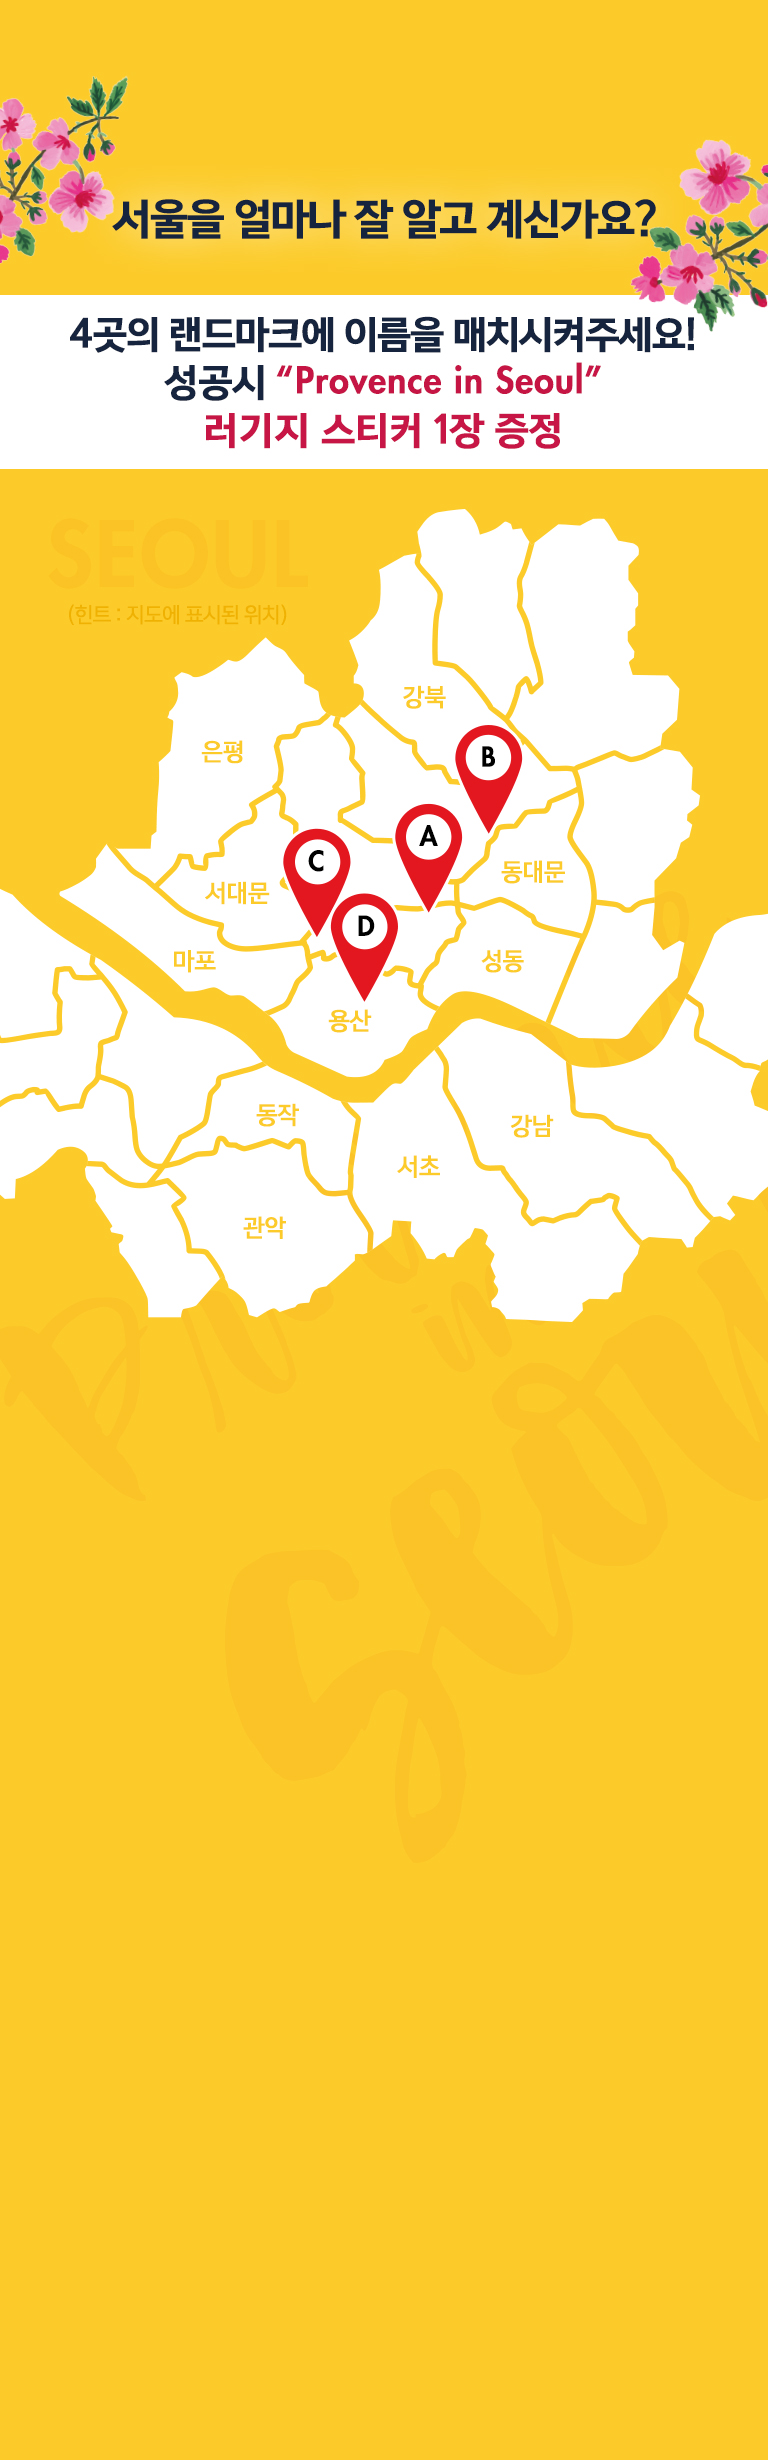 서울을 얼마나 잘 알고 계신가요?
4곳의 랜드마크에 이름을 매치시켜주세요!
성공시 “Provence in Seoul”
러기지 스티커 1장 증정
SEOUL
(힌트 : 지도에 표시된 위치)
강북
은평
B
A
C
동대문
서대문
D
마포
성동
용산
동작
강남
서초
관악
in
Seoul